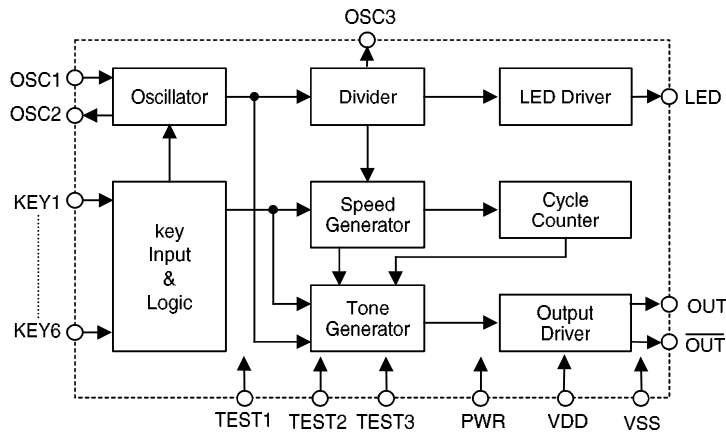 OSC3
OSC1
OSC2
Oscillator
Divider
LED Driver
LED
KEY1
KEY6
key
Input
&
Logic
Speed
Generator
Cycle
Counter
Tone
Generator
Output
Driver
OUT
OUT
TEST1
TEST2
TEST3
PWR
VDD
VSS